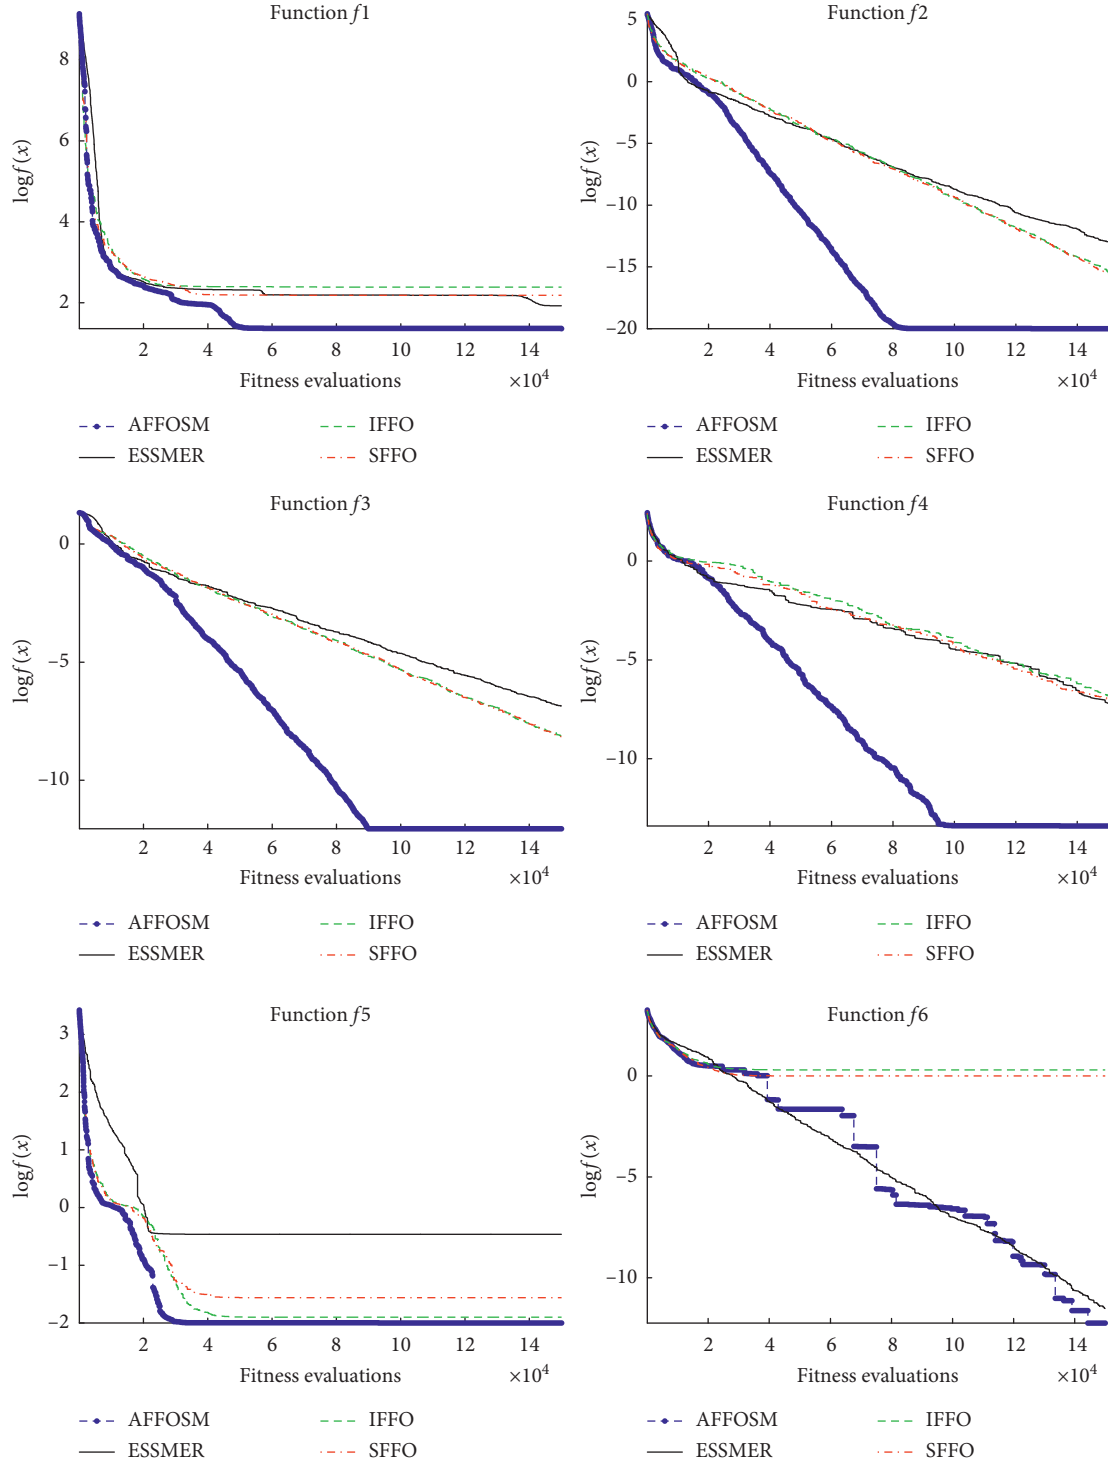 Function f1
log f (x)
8
6
4
2
2 4 6 8 10 12 14
Fitness evaluations ×10^4
AFFOSM IFFO
ESSMER SFFO
Function f2
log f (x)
5
0
–5
–10
–15
–20
2 4 6 8 10 12 14
Fitness evaluations ×10^4
AFFOSM IFFO
ESSMER SFFO
Function f3
log f (x)
0
–5
–10
2 4 6 8 10 12 14
Fitness evaluations ×10^4
AFFOSM IFFO
ESSMER SFFO
Function f4
log f (x)
0
–5
–10
2 4 6 8 10 12 14
Fitness evaluations ×10^4
AFFOSM IFFO
ESSMER SFFO
Function f5
log f (x)
3
2
1
0
–1
–2
2 4 6 8 10 12 14
Fitness evaluations ×10^4
AFFOSM IFFO
ESSMER SFFO
Function f6
log f (x)
0
–5
–10
2 4 6 8 10 12 14
Fitness evaluations ×10^4
AFFOSM IFFO
ESSMER SFFO